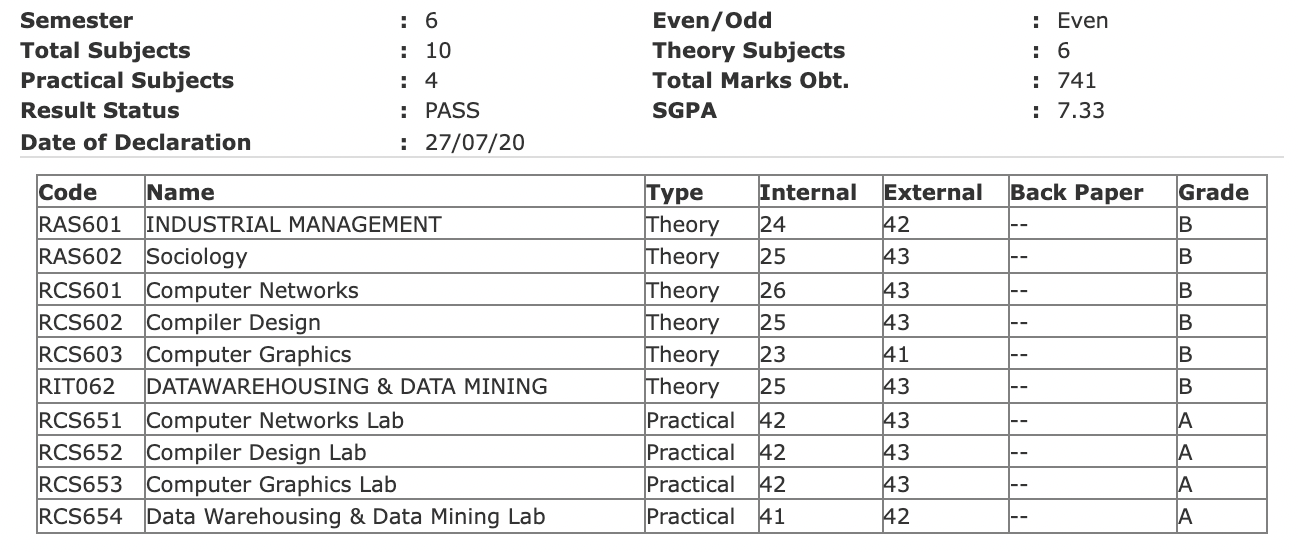 Semester : 6 Even/Odd : Even
Total Subjects : 10 Theory Subjects : 6
Practical Subjects : 4 Total Marks Obt. : 741
Result Status : PASS SGPA : 7.33
Date of Declaration : 27/07/20
Code Name Type Internal External Back Paper Grade
RAS601 INDUSTRIAL MANAGEMENT Theory 24 42 -- B
RAS602 Sociology Theory 25 43 -- B
RCS601 Computer Networks Theory 26 43 -- B
RCS602 Compiler Design Theory 25 43 -- B
RCS603 Computer Graphics Theory 23 41 -- B
RIT062 DATAWAREHOUSING & DATA MINING Theory 25 43 -- B
RCS651 Computer Networks Lab Practical 42 43 -- A
RCS652 Compiler Design Lab Practical 42 43 -- A
RCS653 Computer Graphics Lab Practical 42 43 -- A
RCS654 Data Warehousing & Data Mining Lab Practical 41 42 -- A